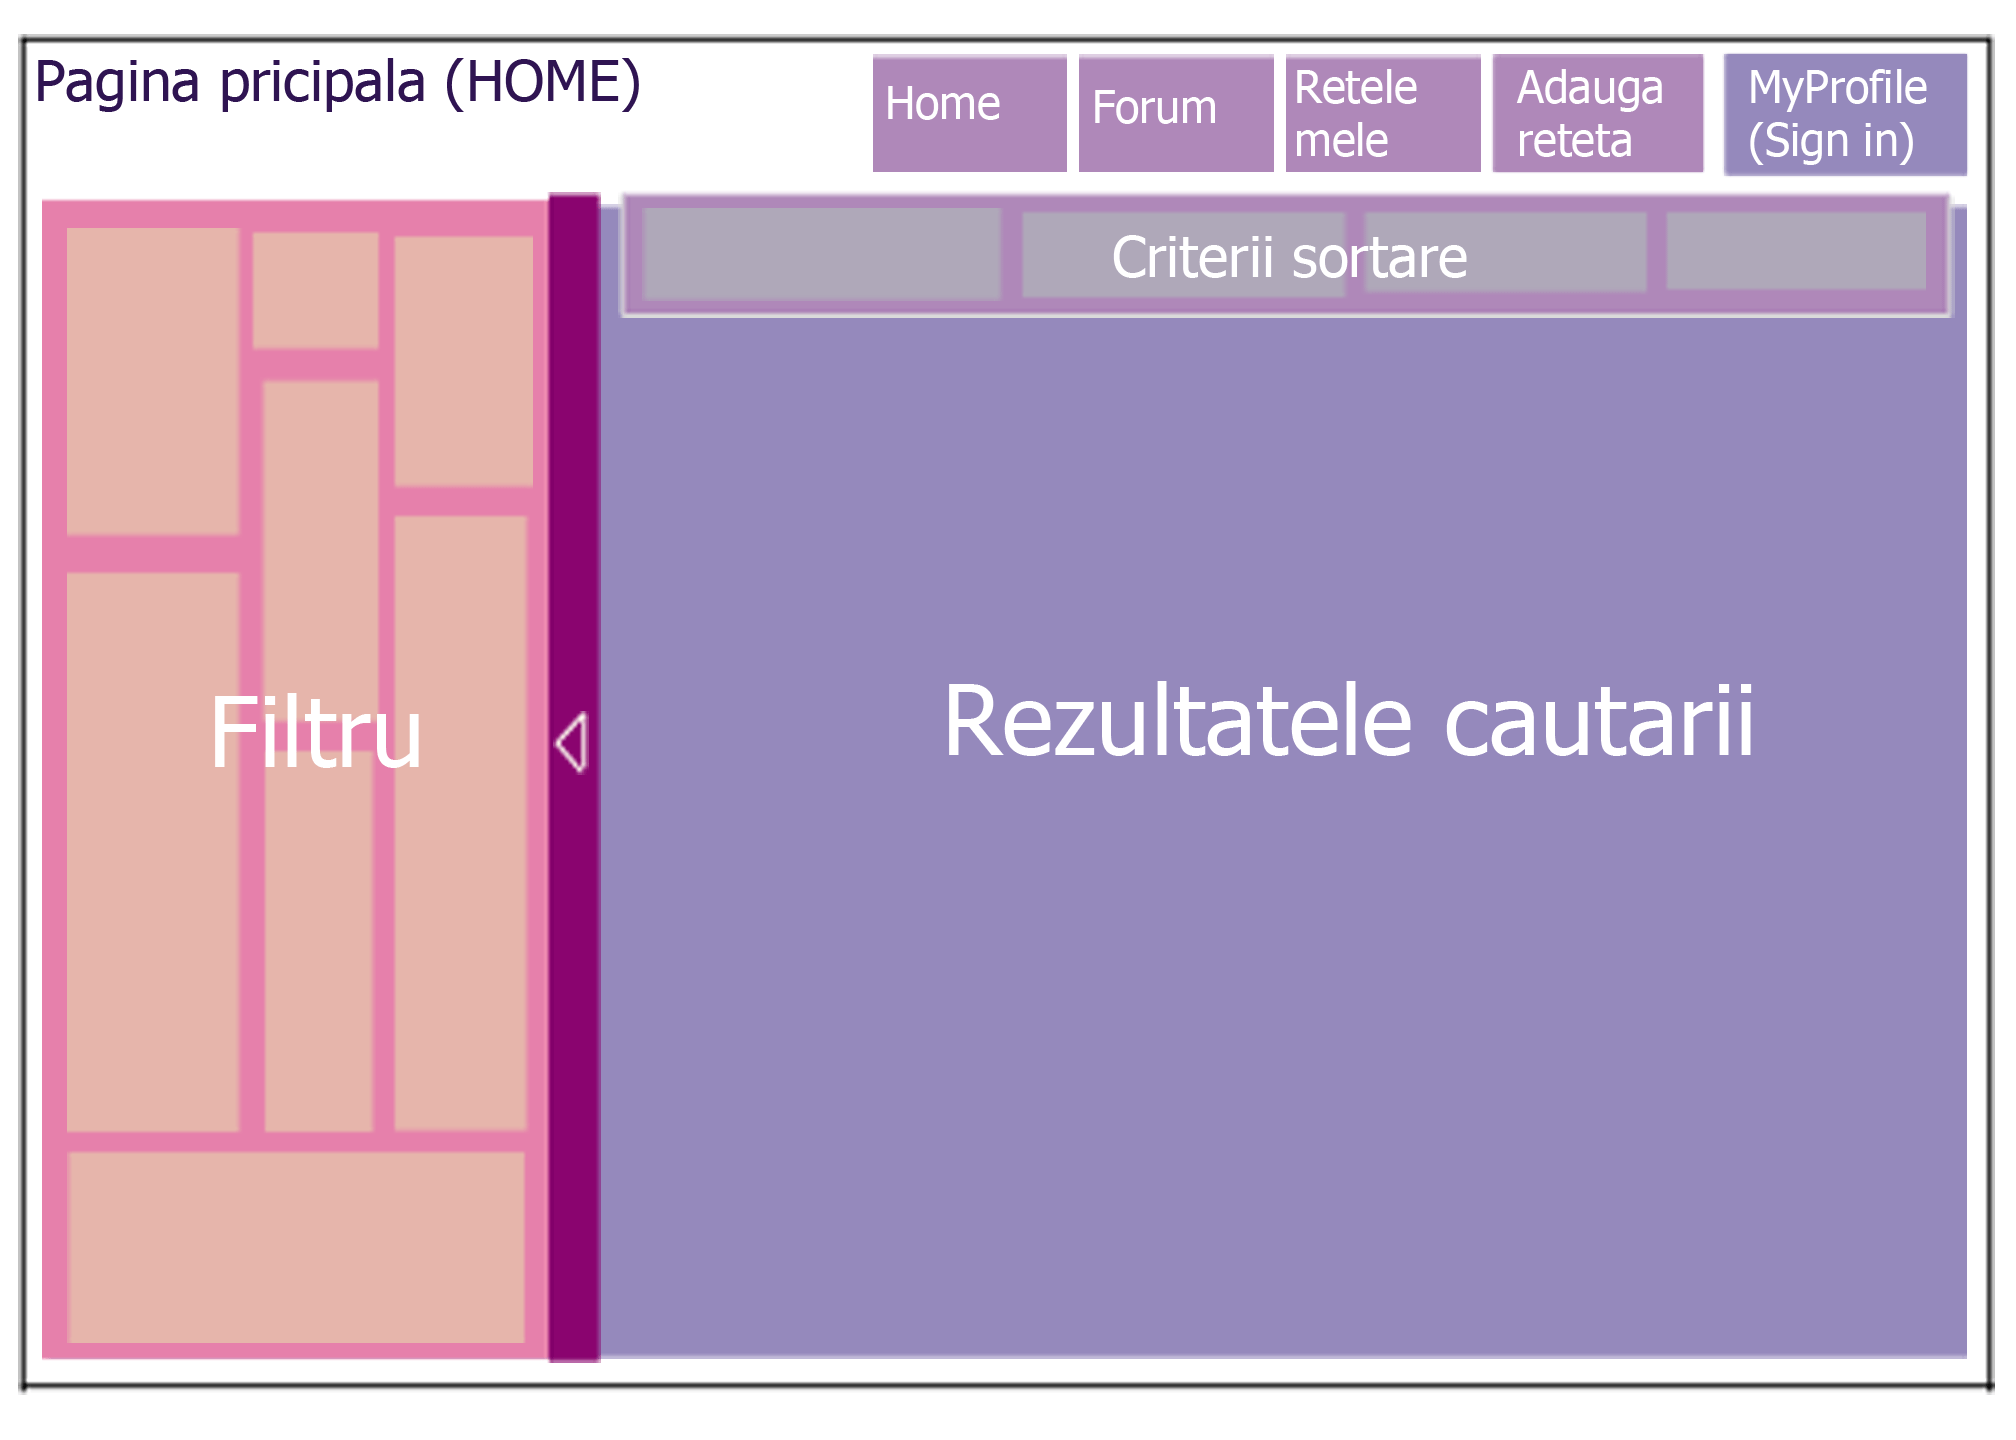 Pagina pricipala (HOME)
Home
Forum
Retele
mele
Adauga
reteta
MyProfile
(Sign in)
Criterii sortare
Filtru
Rezultatele cautarii